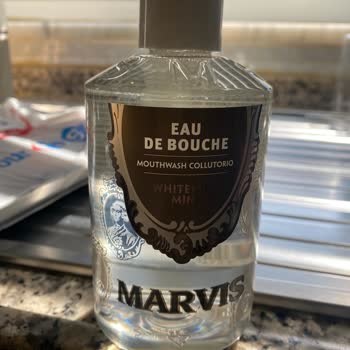 EAU
DE BOUCHE
MOUTHWASH COLLUTORIO
MARVIS